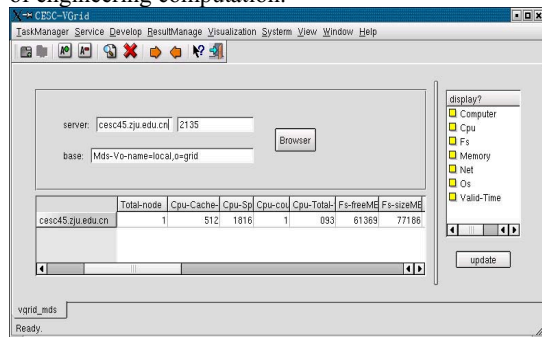 of engineering computation.
CESC-VGrid
TaskManager Service Develop ResultManage Visualization System View Window Help
display?
server: cesc45.zju.edu.cn 2135
Browser
base: Mds-Vo-name=local,o=grid
Computer
Cpu
Fs
Memory
Net
Os
Valid-Time
Total-node Cpu-Cache- Cpu-Sp Cpu-cou Cpu-Total- Fs-freeME Fs-sizeME
cesc45.zju.edu.cn 1 512 1816 1 093 61369 77186
update
vgrid_mds
Ready.